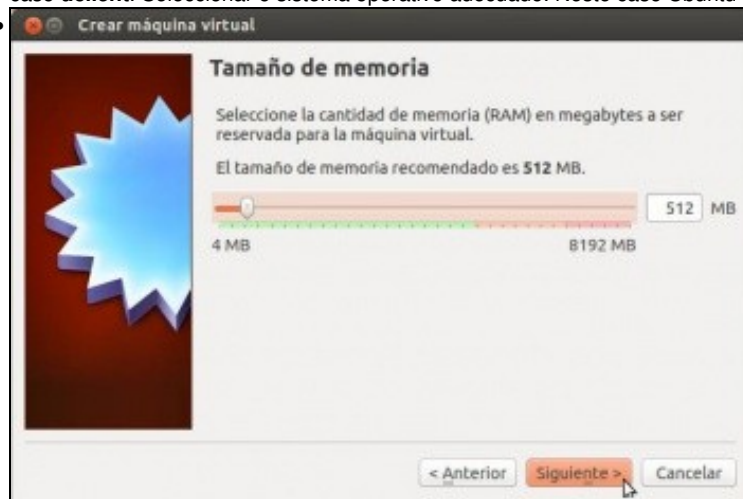 Crear máquina virtual
Tamaño de memoria
Seleccione la cantidad de memoria (RAM) en megabytes a ser
reservada para la máquina virtual.
El tamaño de memoria recomendado es 512 MB.
512 MB
4 MB 8192 MB
< Anterior Siguiente > Cancelar